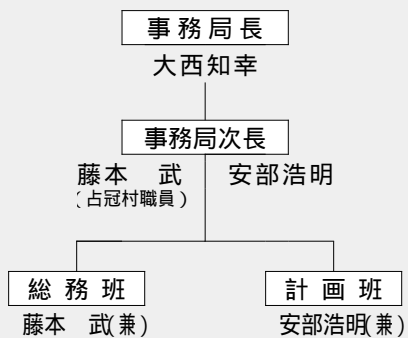 事務局長
大西知幸
事務局次長
藤本　武　安部浩明
(占冠村職員)
総務班　計画班
藤本　武(兼)　安部浩明(兼)